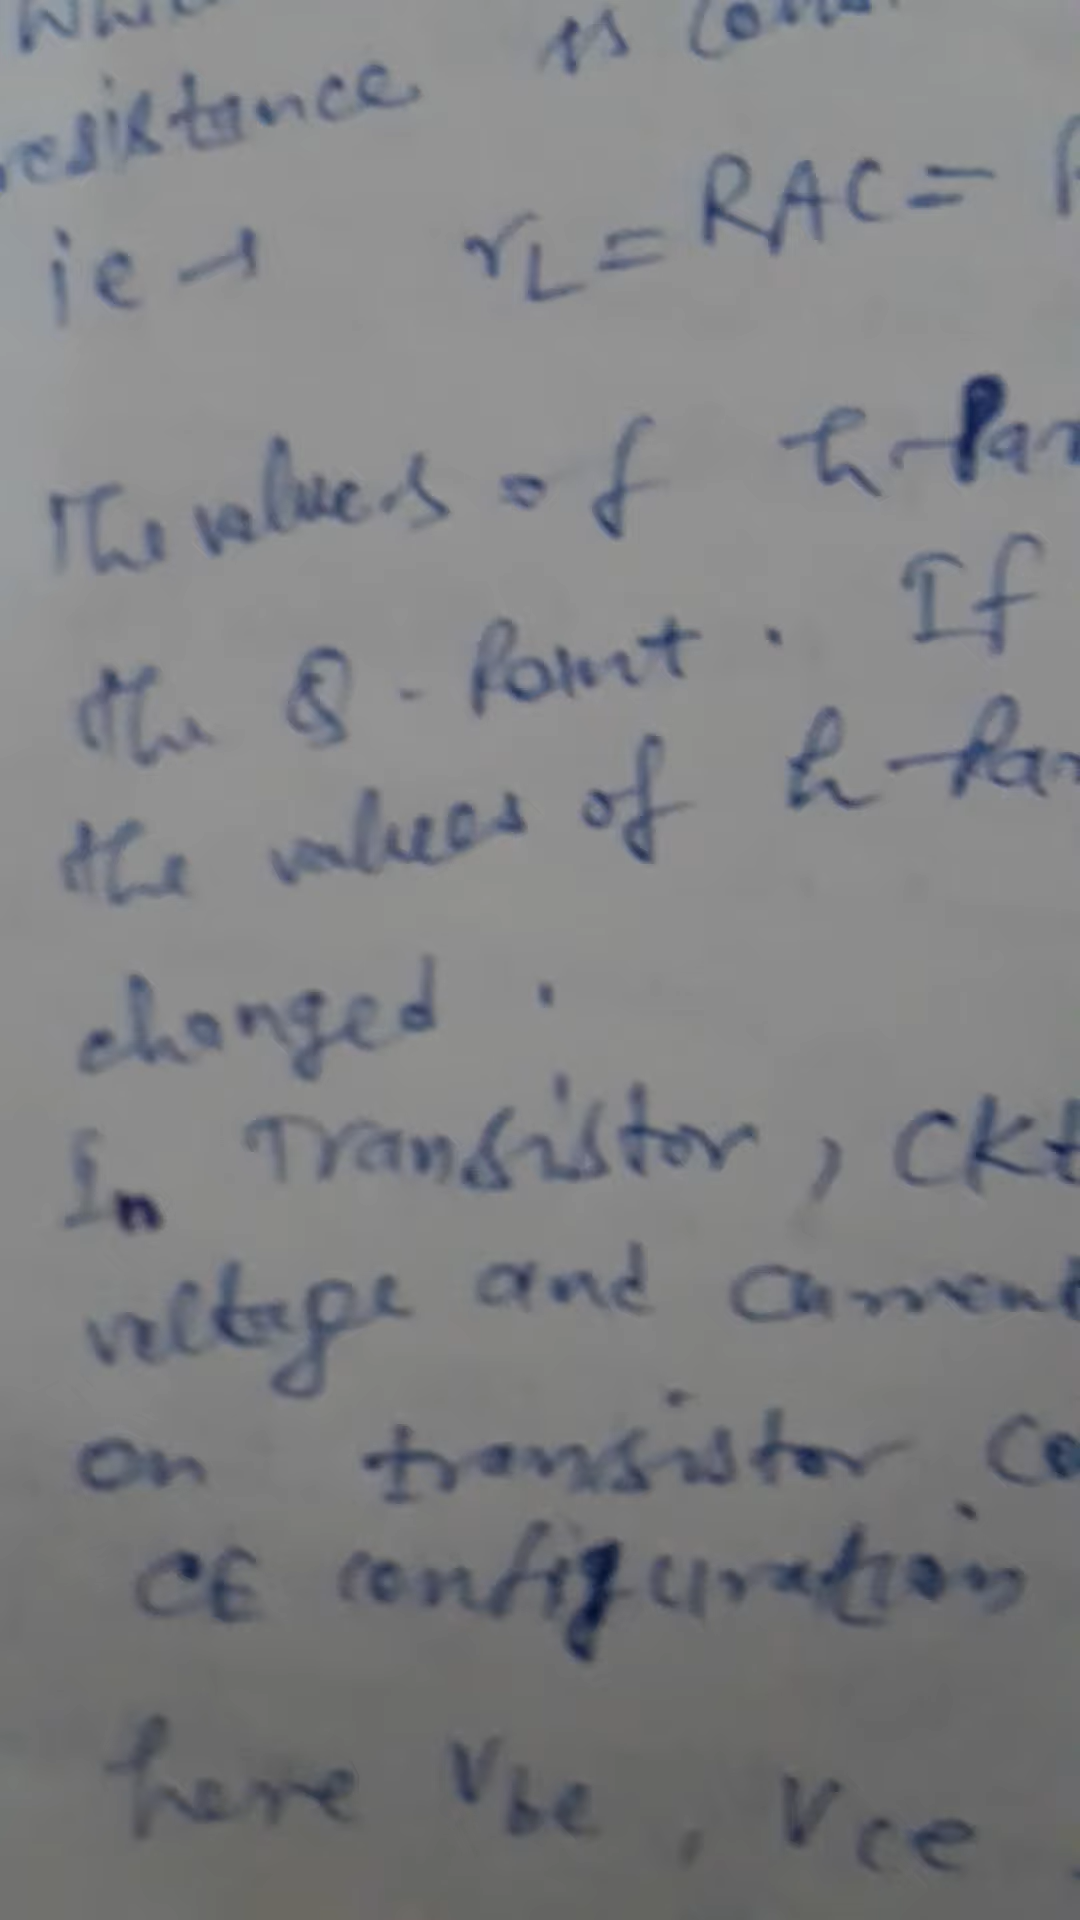 resistance is
ie → rL = RAC =
The values of h-Par
the Q-Point. If
the values of h-Par
changed.
In Transistor, CKt
voltage and current
on transistor Co
CE configuration
here Vbe, Vce